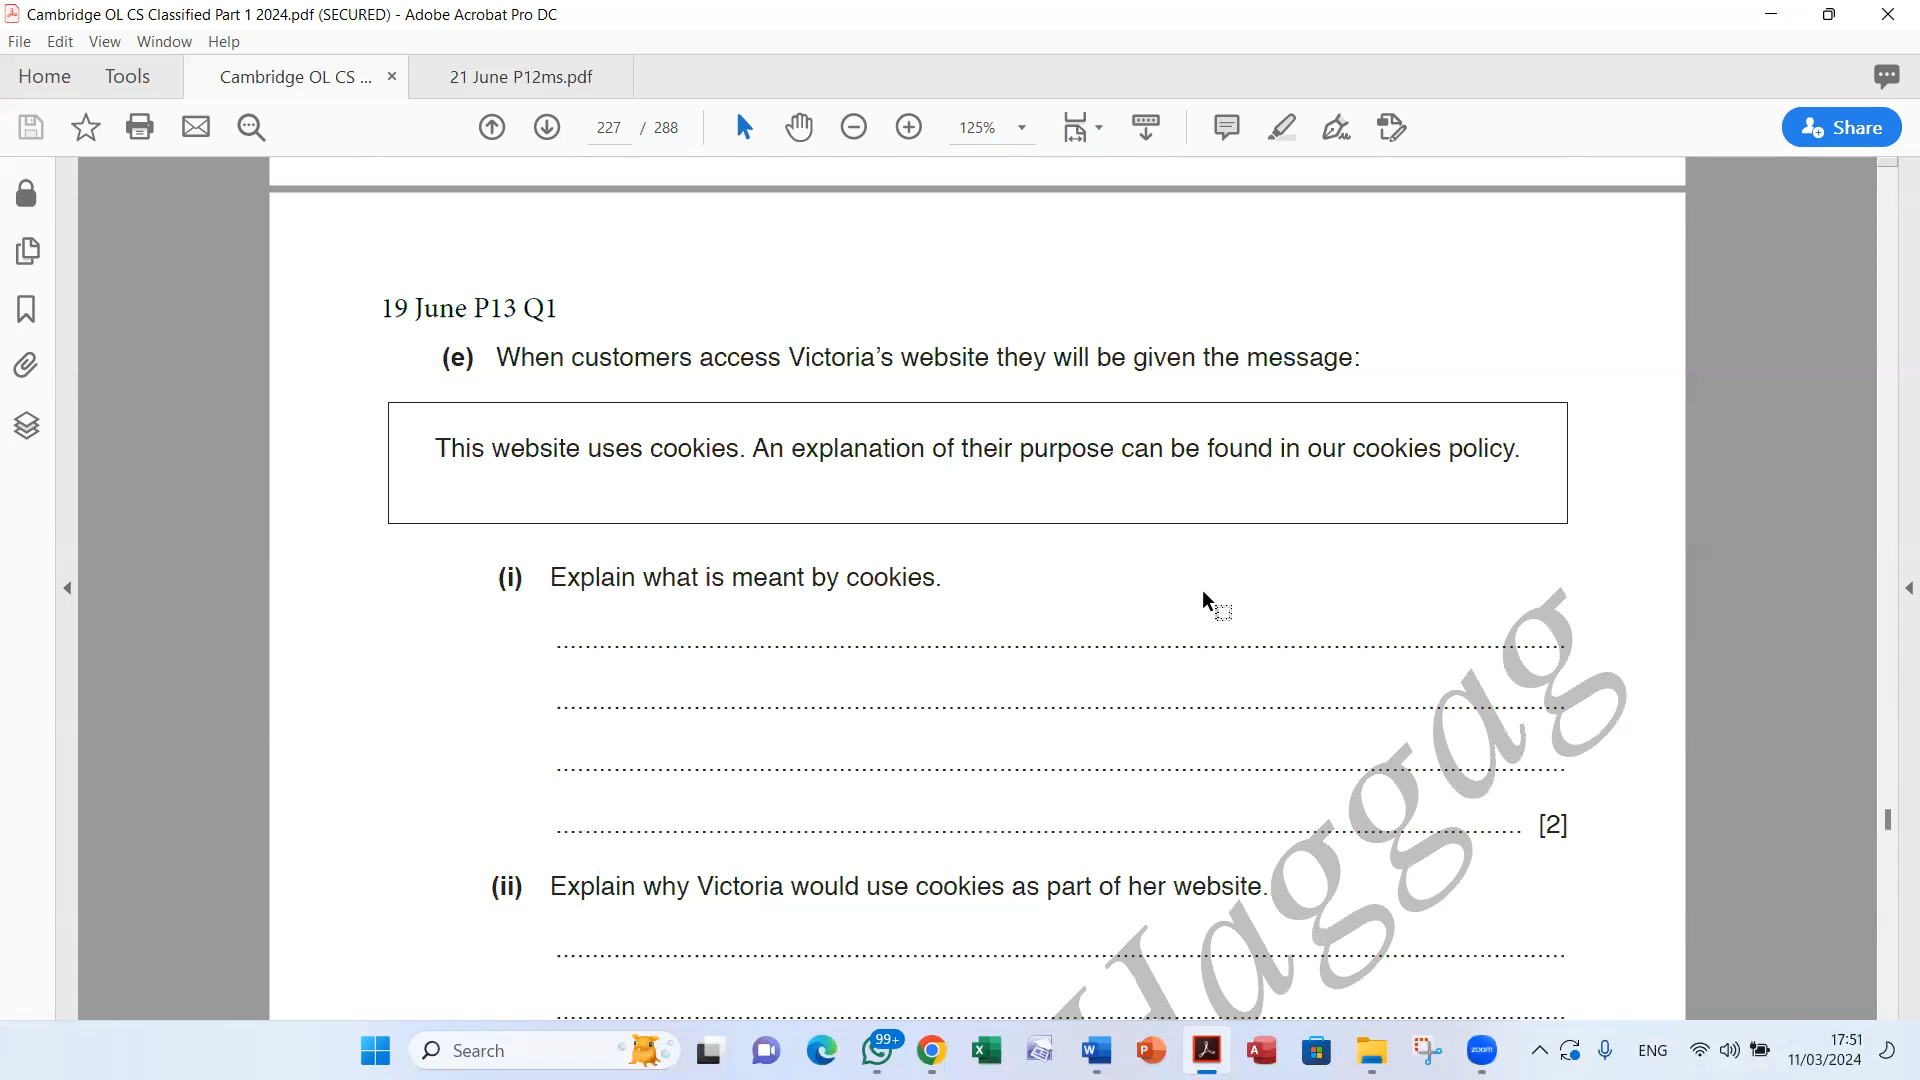 Cambridge OL CS Classified Part 1 2024.pdf (SECURED) - Adobe Acrobat Pro DC
File Edit View Window Help
Home Tools Cambridge OL CS ... × 21 June P12ms.pdf
227 / 288 125% Share
19 June P13 Q1
(e) When customers access Victoria's website they will be given the message:
This website uses cookies. An explanation of their purpose can be found in our cookies policy.
(i) Explain what is meant by cookies.
[2]
(ii) Explain why Victoria would use cookies as part of her website.
Haggag
Search 99+ zoom ENG 17:51
11/03/2024